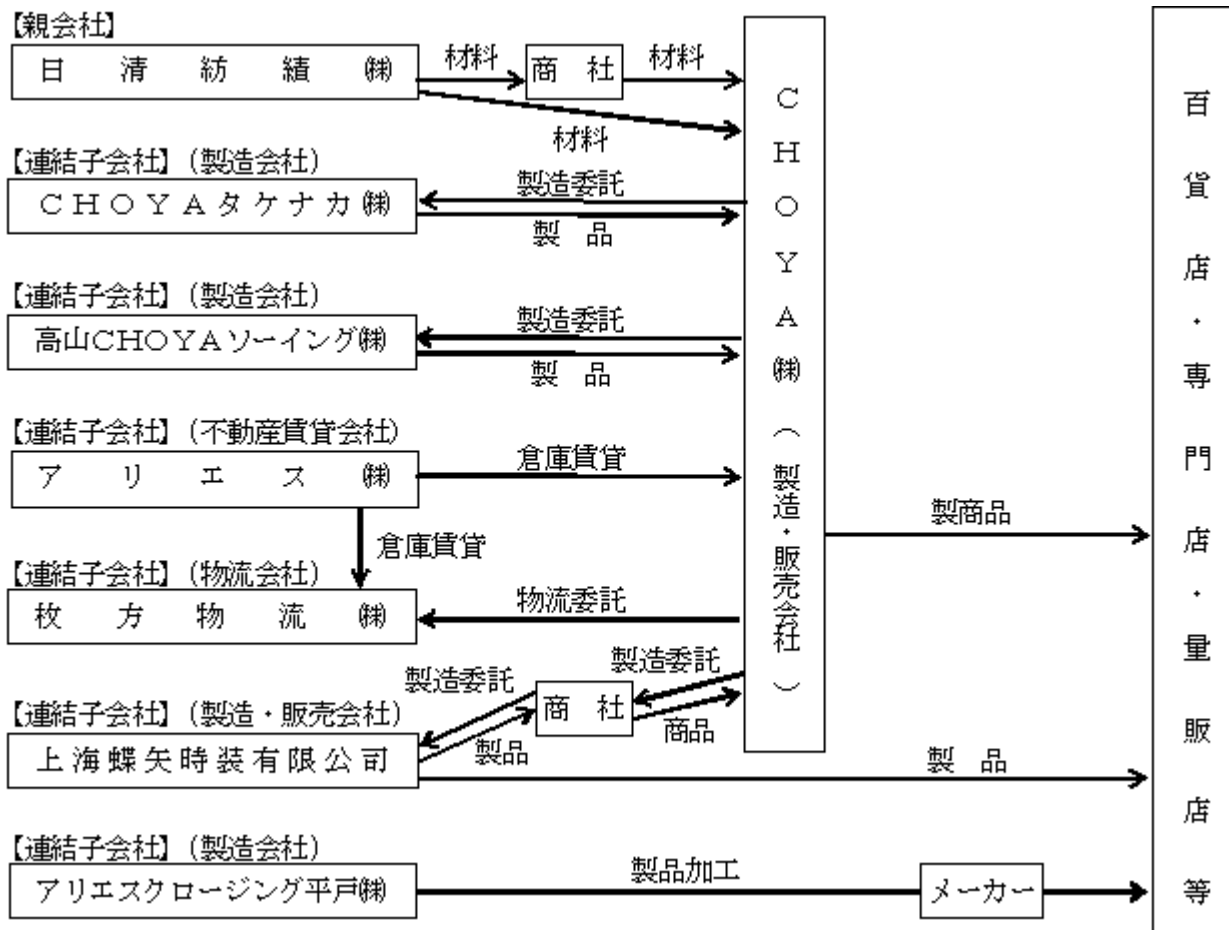 【親会社】
日清紡績㈱
材料
商社
材料
材料
【連結子会社】(製造会社)
CHOYAタケナカ㈱
製造委託
製品
【連結子会社】(製造会社)
高山CHOYAソーイング㈱
製造委託
製品
【連結子会社】(不動産賃貸会社)
アリエス㈱
倉庫賃貸
倉庫賃貸
【連結子会社】(物流会社)
枚方物流㈱
物流委託
製造委託
製造委託
商社
製品
商品
【連結子会社】(製造・販売会社)
上海蝶矢時装有限公司
製品
【連結子会社】(製造会社)
アリエスクロージング平戸㈱
製品加工
メーカー
CHOYA㈱(製造・販売会社)
製商品
百貨店・専門店・量販店等